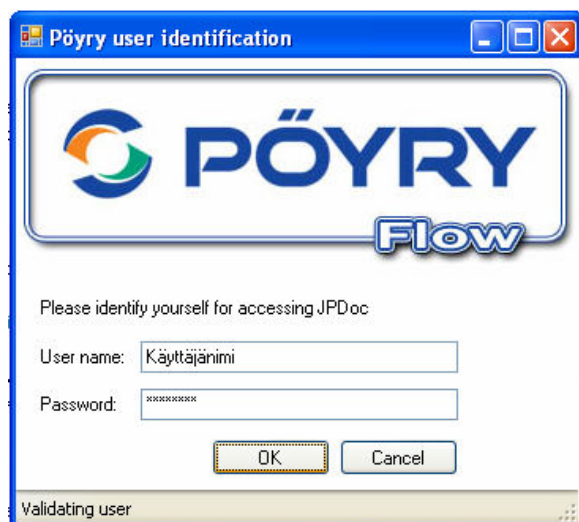 Pöyry user identification
PÖYRY
Flow
Please identify yourself for accessing JPDoc
User name: Käyttäjänimi
Password: ********
OK Cancel
Validating user